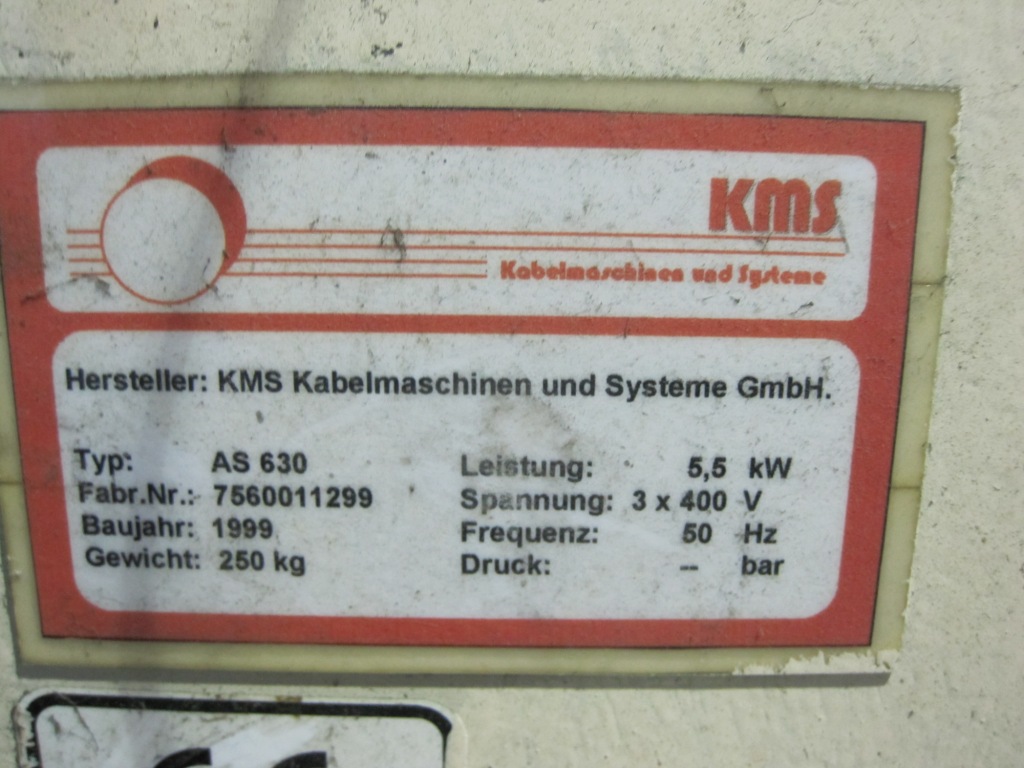 KMS
Kabelmaschinen und Systeme
Hersteller: KMS Kabelmaschinen und Systeme GmbH.
Typ: AS 630
Fabr.Nr.: 7560011299
Baujahr: 1999
Gewicht: 250 kg
Leistung: 5,5 kW
Spannung: 3 x 400 V
Frequenz: 50 Hz
Druck: -- bar